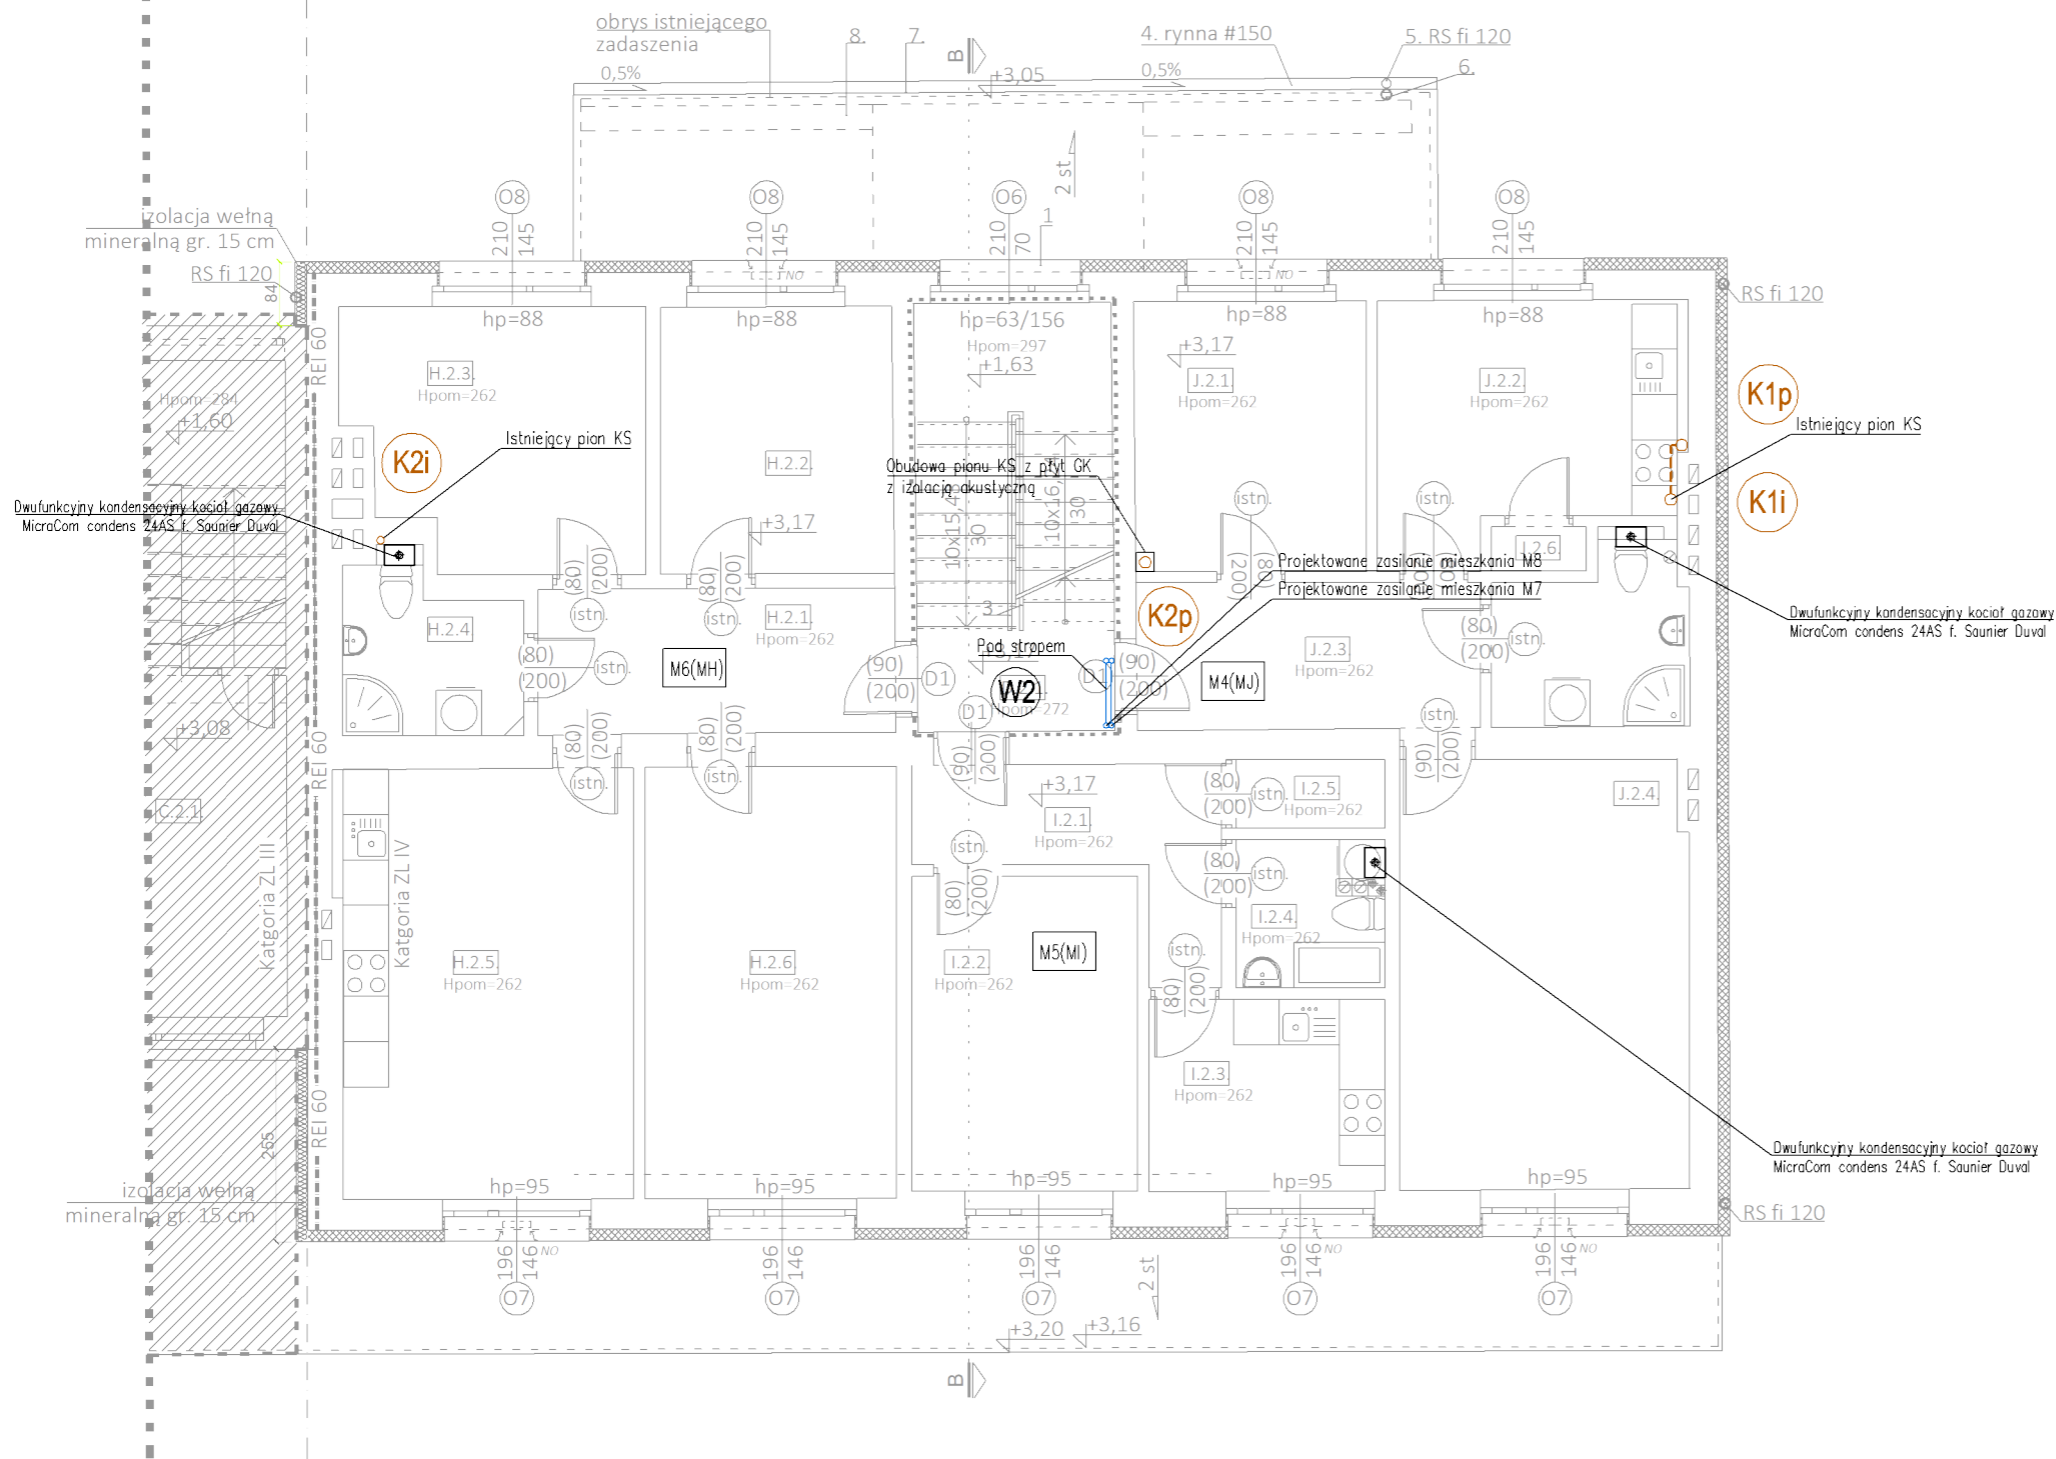 obrys istniejącego
zadaszenia
8.
7.
4. rynna #150
5. RS fi 120
6.
B
0,5%
+3,05
0,5%
2 st
O8
210
145
O8
210
145
NO
O6
210
70
1
O8
210
145
NO
O8
210
145
izolacja wełną
mineralną gr. 15 cm
RS fi 120
84
RS fi 120
REI 60
hp=88
hp=88
hp=63/156
Hpom=297
+1,63
hp=88
+3,17
hp=88
H.2.3.
Hpom=262
J.2.1.
Hpom=262
J.2.2.
Hpom=262
Hpom=284
+1,60
K1p
Istniejący pion KS
K1i
Istniejący pion KS
K2i
H.2.2.
+3,17
Obudowa pionu KS z płyt GK
z izolacją akustyczną
10x15,4
30
10x16,
30
3
istn.
istn.
Dwufunkcyjny kondensacyjny kocioł gazowy
MicraCom condens 24AS f. Saunier Duval
J.2.6.
Projektowane zasilanie mieszkania M8
Projektowane zasilanie mieszkania M7
(80)
(200)
istn.
(80)
(200)
istn.
(80)
(200)
(200)
K2p
Dwufunkcyjny kondensacyjny kocioł gazowy
MicraCom condens 24AS f. Saunier Duval
H.2.4.
H.2.1.
Hpom=262
(80)
(200)
istn.
M6(MH)
(90)
(200)
D1
Pod stropem
W2
Hpom=272
D1
D1
(90)
(200)
M4(MJ)
J.2.3
Hpom=262
(80)
(200)
istn.
+3,08
REI 60
(80)
(200)
istn.
(80)
(200)
istn.
(90)
(200)
istn.
(90)
(200)
C.2.1.
+3,17
I.2.1.
Hpom=262
(80)
(200)
istn.
I.2.5.
Hpom=262
J.2.4.
Katgoria ZL III
Katgoria ZL IV
istn.
(80)
(200)
(80)
(200)
istn.
I.2.4.
Hpom=262
M5(MI)
H.2.5.
Hpom=262
H.2.6
Hpom=262
I.2.2.
Hpom=262
istn.
(80)
(200)
I.2.3.
Hpom=262
REI 60
265
Dwufunkcyjny kondensacyjny kocioł gazowy
MicraCom condens 24AS f. Saunier Duval
izolacja wełną
mineralną gr. 15 cm
hp=95
hp=95
hp=95
hp=95
hp=95
RS fi 120
196
146
NO
O7
196
146
O7
196
146
O7
2 st
196
146
NO
O7
196
146
NO
O7
+3,20
+3,16
B